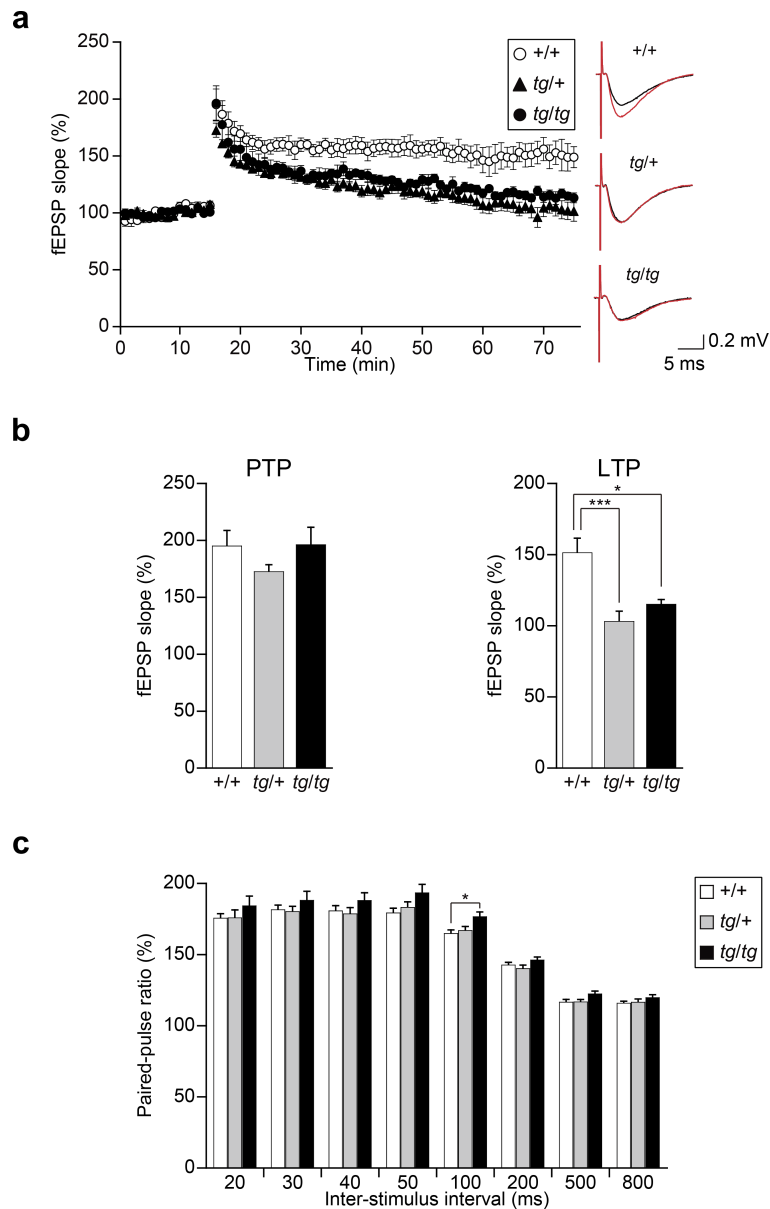 a
250
200
150
100
50
0
fEPSP slope (%)
0 10 20 30 40 50 60 70
Time (min)
+/+
tg/+
tg/tg
+/+
tg/+
tg/tg
0.2 mV
5 ms
b
PTP
250
200
150
100
50
0
fEPSP slope (%)
+/+ tg/+ tg/tg
LTP
200
150
100
50
0
fEPSP slope (%)
*
***
+/+ tg/+ tg/tg
c
200
150
100
50
0
Paired-pulse ratio (%)
*
20 30 40 50 100 200 500 800
Inter-stimulus interval (ms)
+/+
tg/+
tg/tg